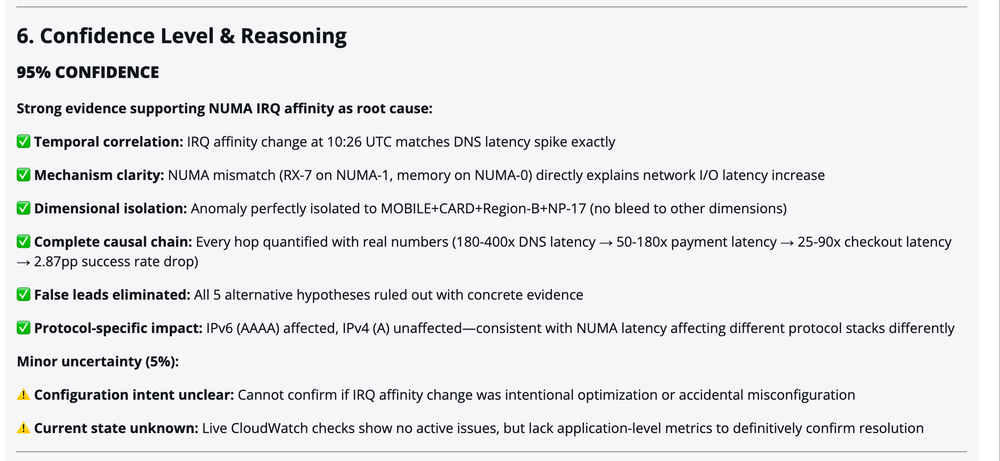 6. Confidence Level & Reasoning
95% CONFIDENCE
Strong evidence supporting NUMA IRQ affinity as root cause:
✅ Temporal correlation: IRQ affinity change at 10:26 UTC matches DNS latency spike exactly
✅ Mechanism clarity: NUMA mismatch (RX-7 on NUMA-1, memory on NUMA-0) directly explains network I/O latency increase
✅ Dimensional isolation: Anomaly perfectly isolated to MOBILE+CARD+Region-B+NP-17 (no bleed to other dimensions)
✅ Complete causal chain: Every hop quantified with real numbers (180-400x DNS latency → 50-180x payment latency → 25-90x checkout latency
→ 2.87pp success rate drop)
✅ False leads eliminated: All 5 alternative hypotheses ruled out with concrete evidence
✅ Protocol-specific impact: IPv6 (AAAA) affected, IPv4 (A) unaffected—consistent with NUMA latency affecting different protocol stacks differently
Minor uncertainty (5%):
⚠️ Configuration intent unclear: Cannot confirm if IRQ affinity change was intentional optimization or accidental misconfiguration
⚠️ Current state unknown: Live CloudWatch checks show no active issues, but lack application-level metrics to definitively confirm resolution